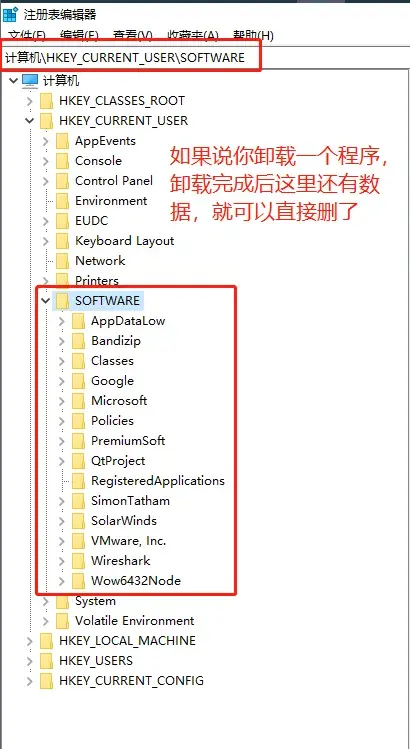 注册表编辑器
文件(F) 编辑(E) 查看(V) 收藏夹(A) 帮助(H)
计算机\HKEY_CURRENT_USER\SOFTWARE
计算机
HKEY_CLASSES_ROOT
HKEY_CURRENT_USER
AppEvents
Console
Control Panel
Environment
EUDC
Keyboard Layout
Network
Printers
如果说你卸载一个程序，
卸载完成后这里还有数
据，就可以直接删了
SOFTWARE
AppDataLow
Bandizip
Classes
Google
Microsoft
Policies
PremiumSoft
QtProject
RegisteredApplications
SimonTatham
SolarWinds
VMware, Inc.
Wireshark
Wow6432Node
System
Volatile Environment
HKEY_LOCAL_MACHINE
HKEY_USERS
HKEY_CURRENT_CONFIG